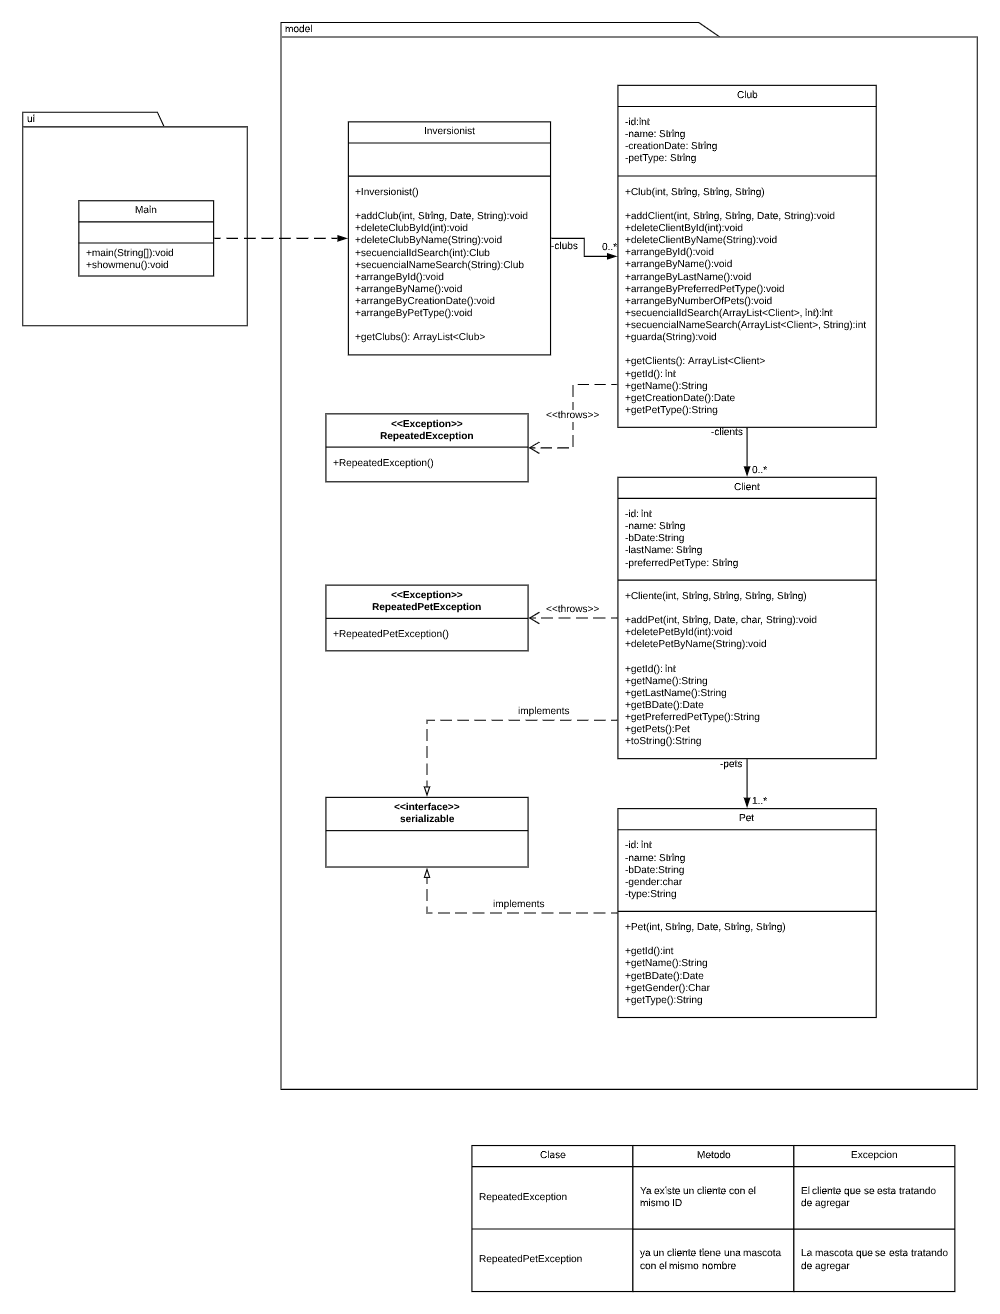 model
ui
Main
+main(String[]):void
+showmenu():void
Inversionist
+Inversionist()
+addClub(int, String, Date, String):void
+deleteClubById(int):void
+deleteClubByName(String):void
+secuencialIdSearch(int):Club
+secuencialNameSearch(String):Club
+arrangeById():void
+arrangeByName():void
+arrangeByCreationDate():void
+arrangeByPetType():void
+getClubs(): ArrayList<Club>
-clubs
0..*
Club
-id:int
-name: String
-creationDate: String
-petType: String
+Club(int, String, String, String)
+addClient(int, String, String, Date, String):void
+deleteClientById(int):void
+deleteClientByName(String):void
+arrangeById():void
+arrangeByName():void
+arrangeByLastName():void
+arrangeByPreferredPetType():void
+arrangeByNumberOfPets():void
+secuencialIdSearch(ArrayList<Client>, int):int
+secuencialNameSearch(ArrayList<Client>, String):int
+guarda(String):void
+getClients(): ArrayList<Client>
+getId(): int
+getName():String
+getCreationDate():Date
+getPetType():String
<<throws>>
<<Exception>>
RepeatedException
+RepeatedException()
-clients
0..*
Client
-id: int
-name: String
-bDate:String
-lastName: String
-preferredPetType: String
+Cliente(int, String, String, String, String)
+addPet(int, String, Date, char, String):void
+deletePetById(int):void
+deletePetByName(String):void
+getId(): int
+getName():String
+getLastName():String
+getBDate():Date
+getPreferredPetType():String
+getPets():Pet
+toString():String
<<throws>>
<<Exception>>
RepeatedPetException
+RepeatedPetException()
implements
<<interface>>
serializable
implements
-pets
1..*
Pet
-id: int
-name: String
-bDate:String
-gender:char
-type:String
+Pet(int, String, Date, String, String)
+getId():int
+getName():String
+getBDate():Date
+getGender():Char
+getType():String
Clase Metodo Excepcion
RepeatedException
Ya existe un cliente con el
mismo ID
El cliente que se esta tratando
de agregar
RepeatedPetException
ya un cliente tiene una mascota
con el mismo nombre
La mascota que se esta tratando
de agregar